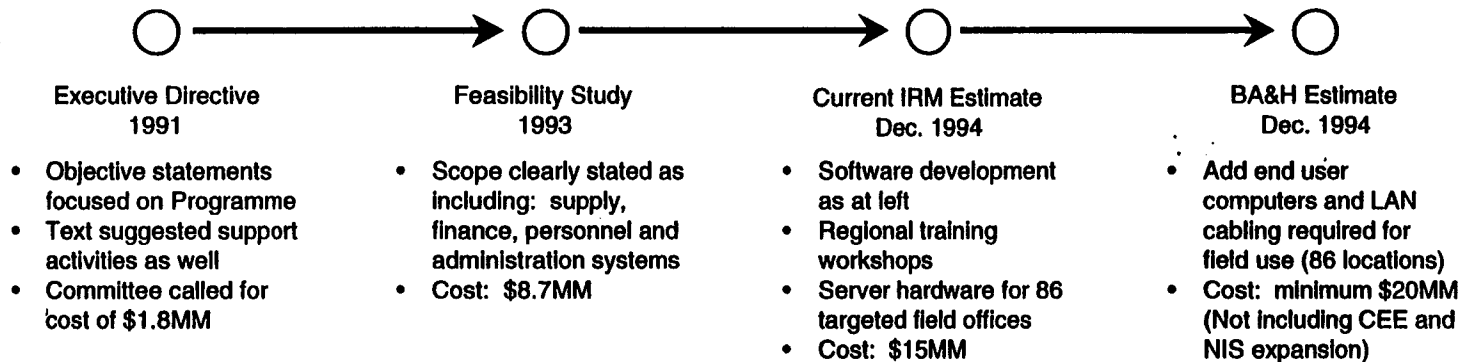 Executive Directive
1991
• Objective statements
focused on Programme
• Text suggested support
activities as well
• Committee called for
cost of $1.8MM
Feasibility Study
1993
• Scope clearly stated as
including: supply,
finance, personnel and
administration systems
• Cost: $8.7MM
Current IRM Estimate
Dec. 1994
• Software development
as at left
• Regional training
workshops
• Server hardware for 86
targeted field offices
• Cost: $15MM
BA&H Estimate
Dec. 1994
• Add end user
computers and LAN
cabling required for
field use (86 locations)
• Cost: minimum $20MM
(Not including CEE and
NIS expansion)